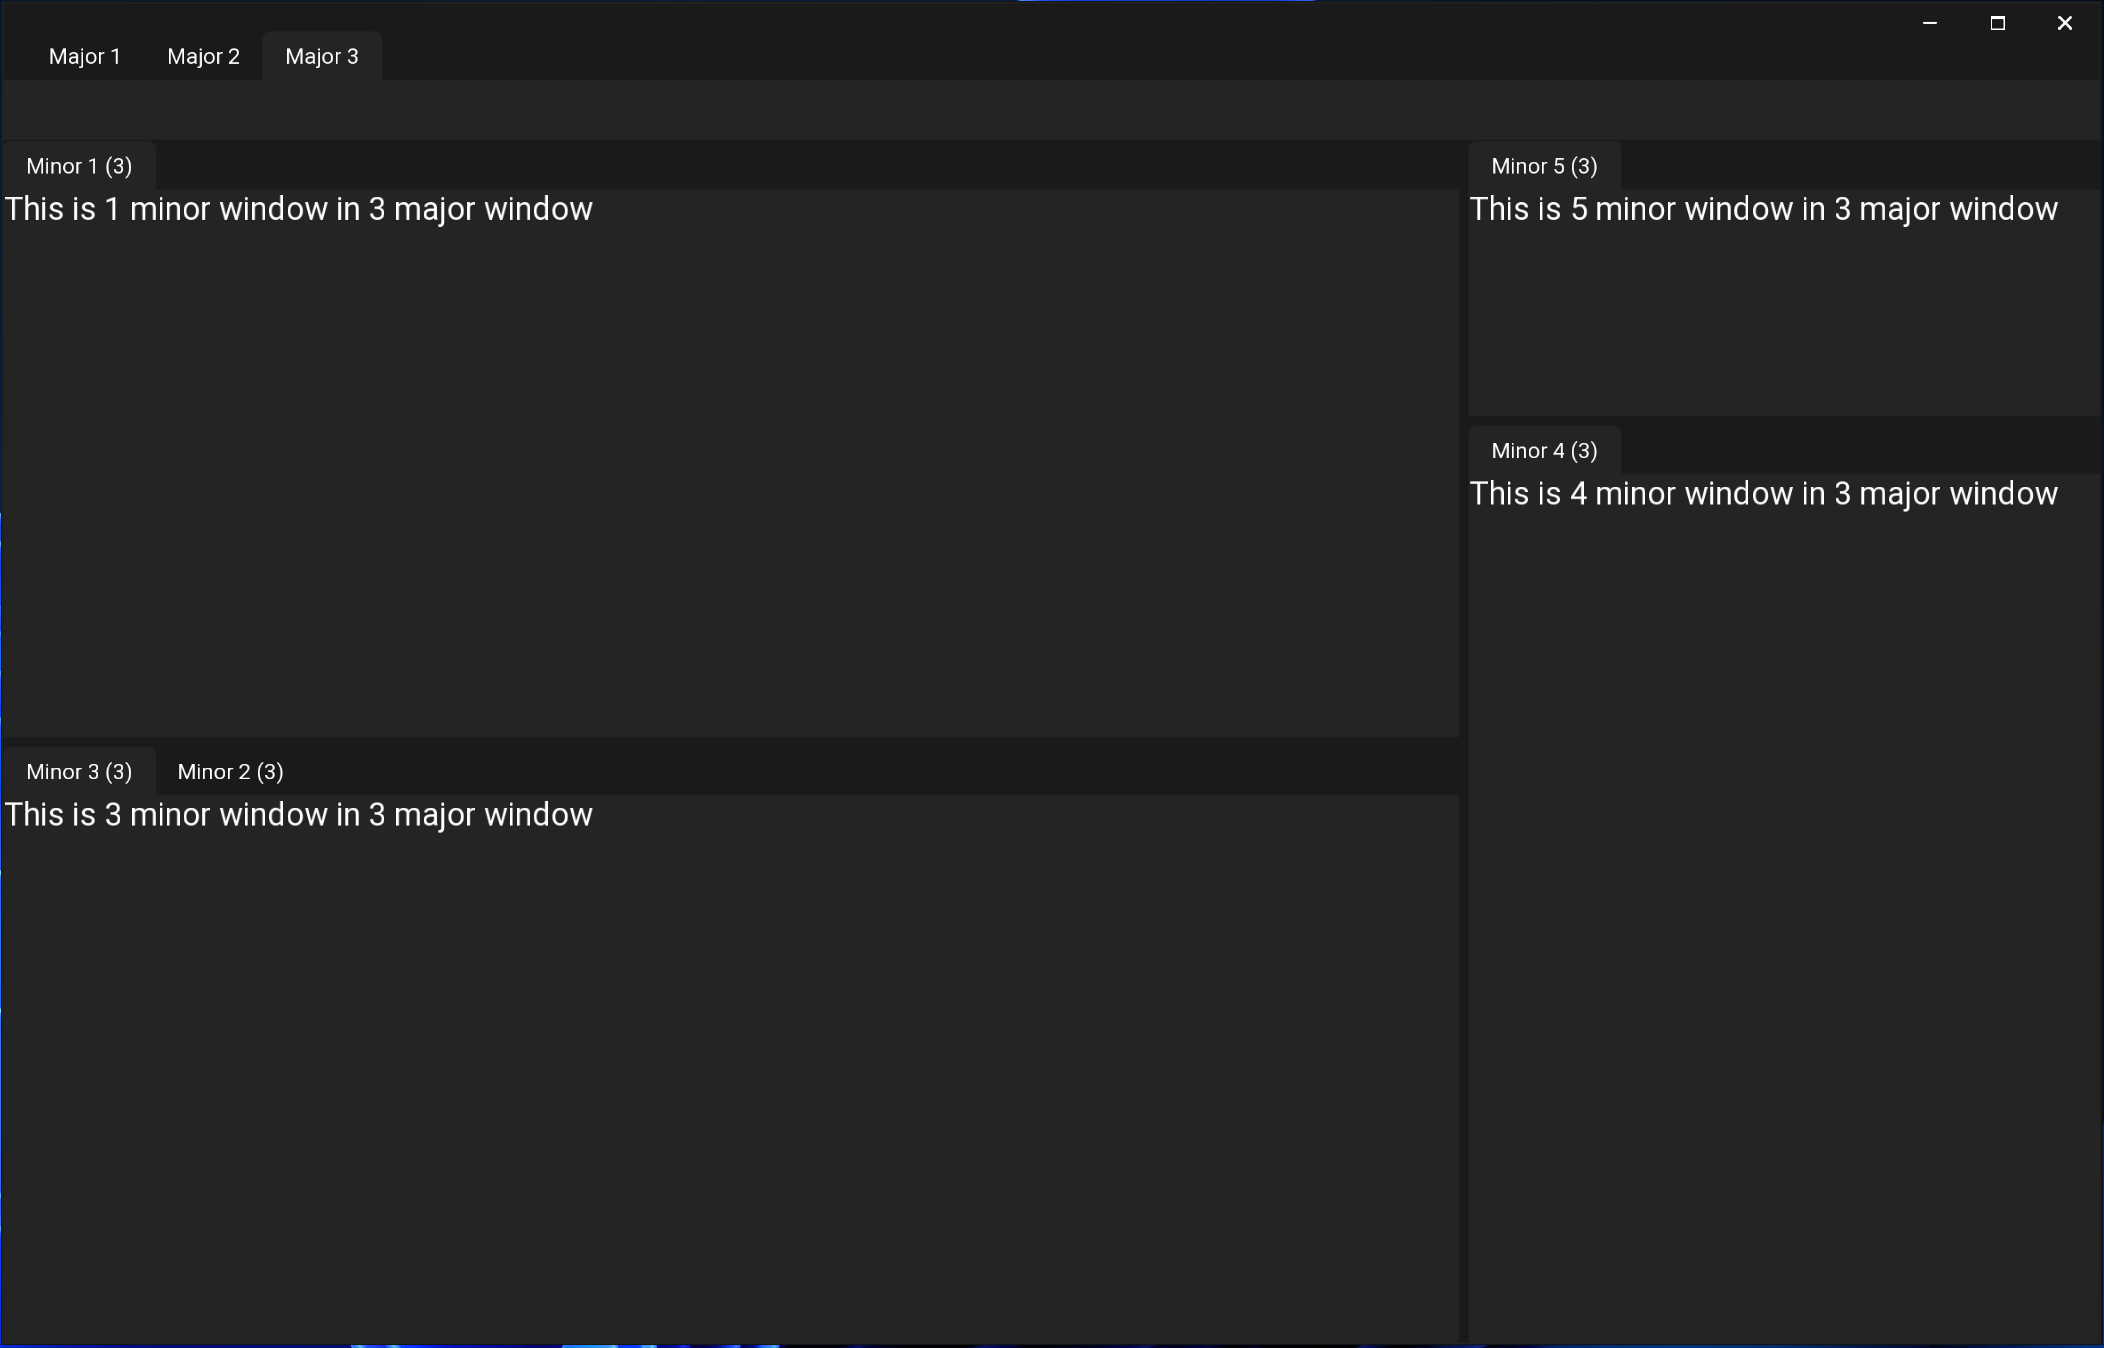 Major 1
Major 2
Major 3
Minor 1 (3)
This is 1 minor window in 3 major window
Minor 3 (3)
Minor 2 (3)
This is 3 minor window in 3 major window
Minor 5 (3)
This is 5 minor window in 3 major window
Minor 4 (3)
This is 4 minor window in 3 major window